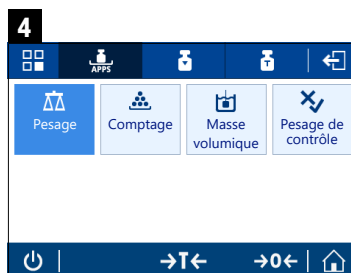 4
APPS
T
Pesage
Comptage
Masse
volumique
Pesage de
contrôle
→T← →0←